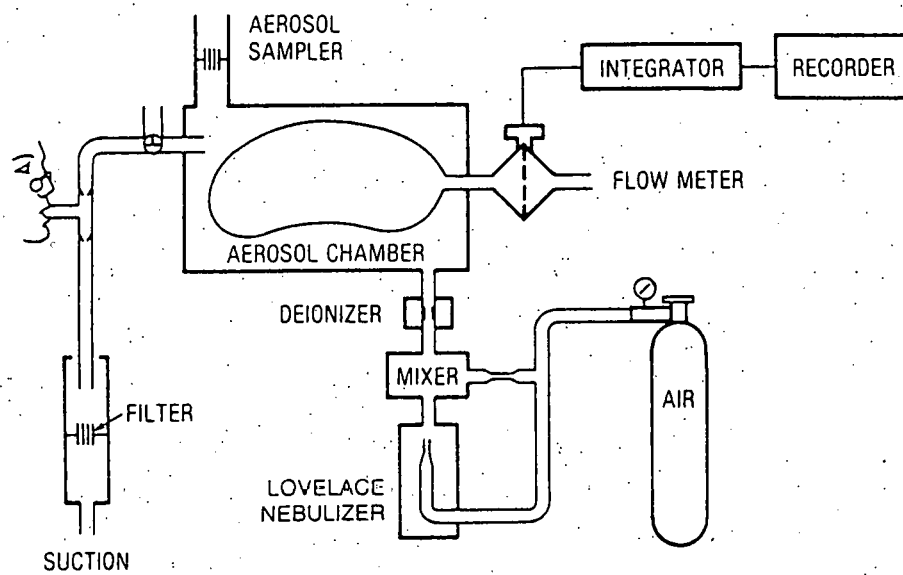 AEROSOL
SAMPLER
INTEGRATOR
RECORDER
FLOW METER
AEROSOL CHAMBER
DEIONIZER
MIXER
AIR
FILTER
LOVELACE
NEBULIZER
SUCTION